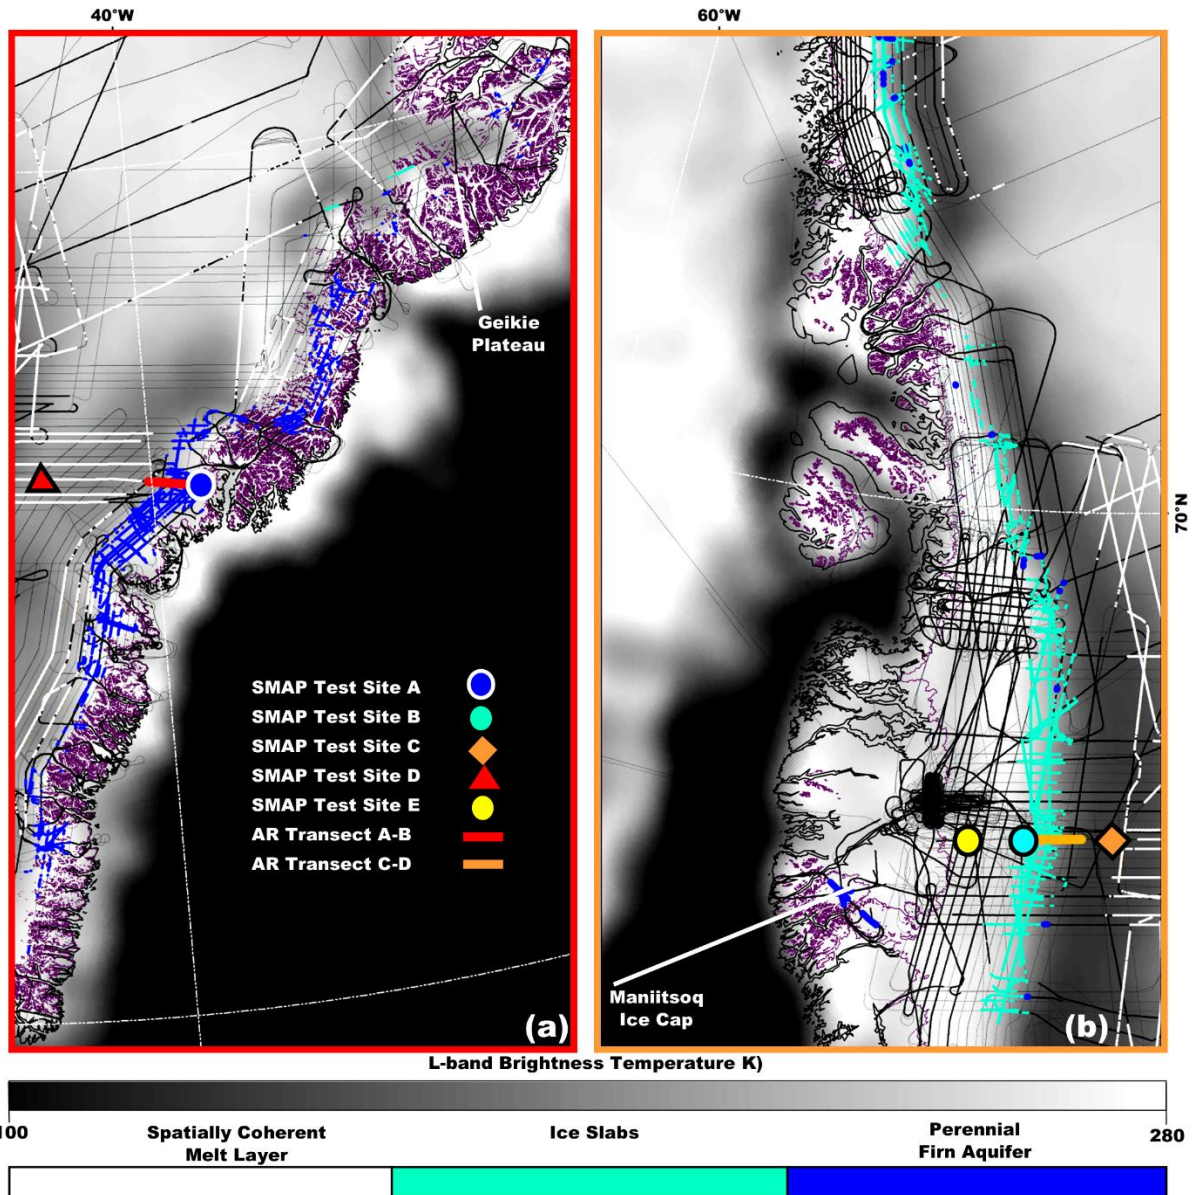 40°W
60°W
Geikie
Plateau
70°N
SMAP Test Site A
SMAP Test Site B
SMAP Test Site C
SMAP Test Site D
SMAP Test Site E
AR Transect A-B
AR Transect C-D
Maniitsoq
Ice Cap
(a)
(b)
L-band Brightness Temperature K)
100
280
Spatially Coherent
Melt Layer
Ice Slabs
Perennial
Firn Aquifer